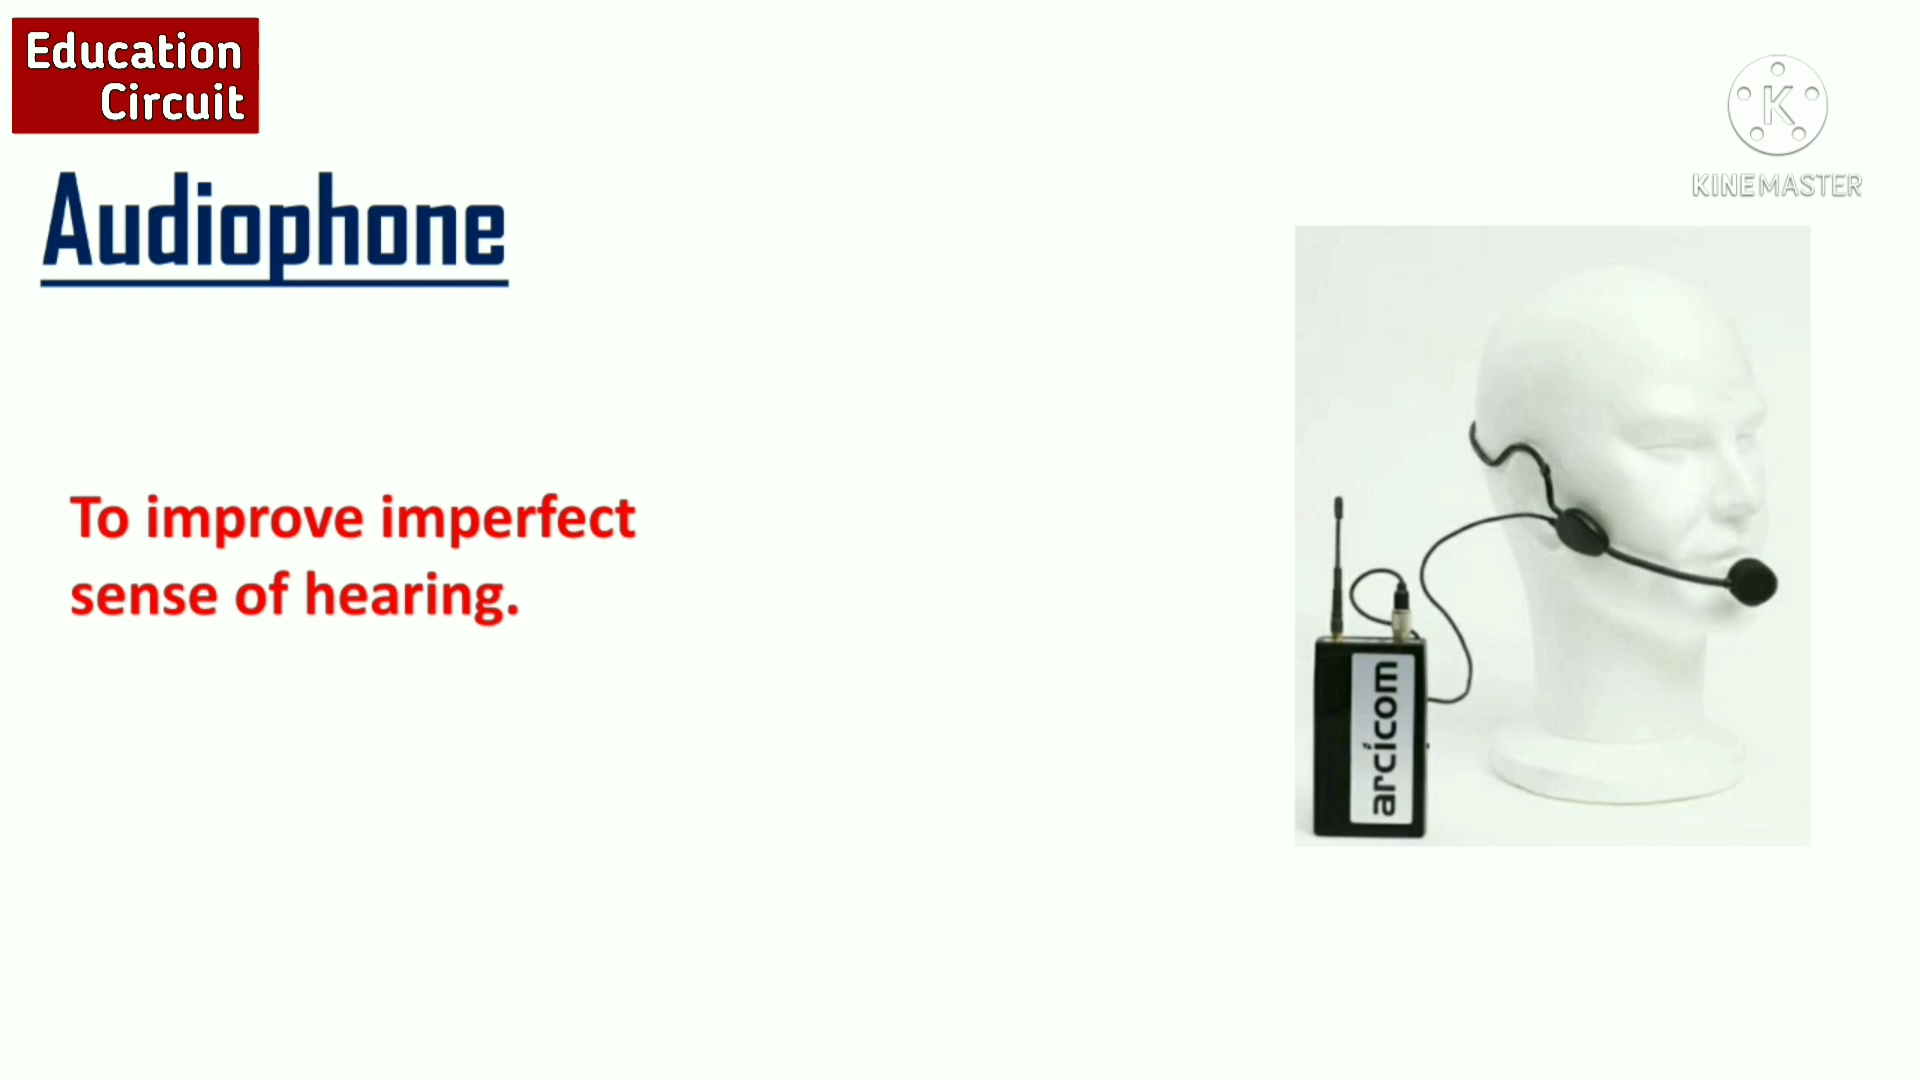 Education
Circuit
KINEMASTER
Audiophone
To improve imperfect
sense of hearing.
arcicom